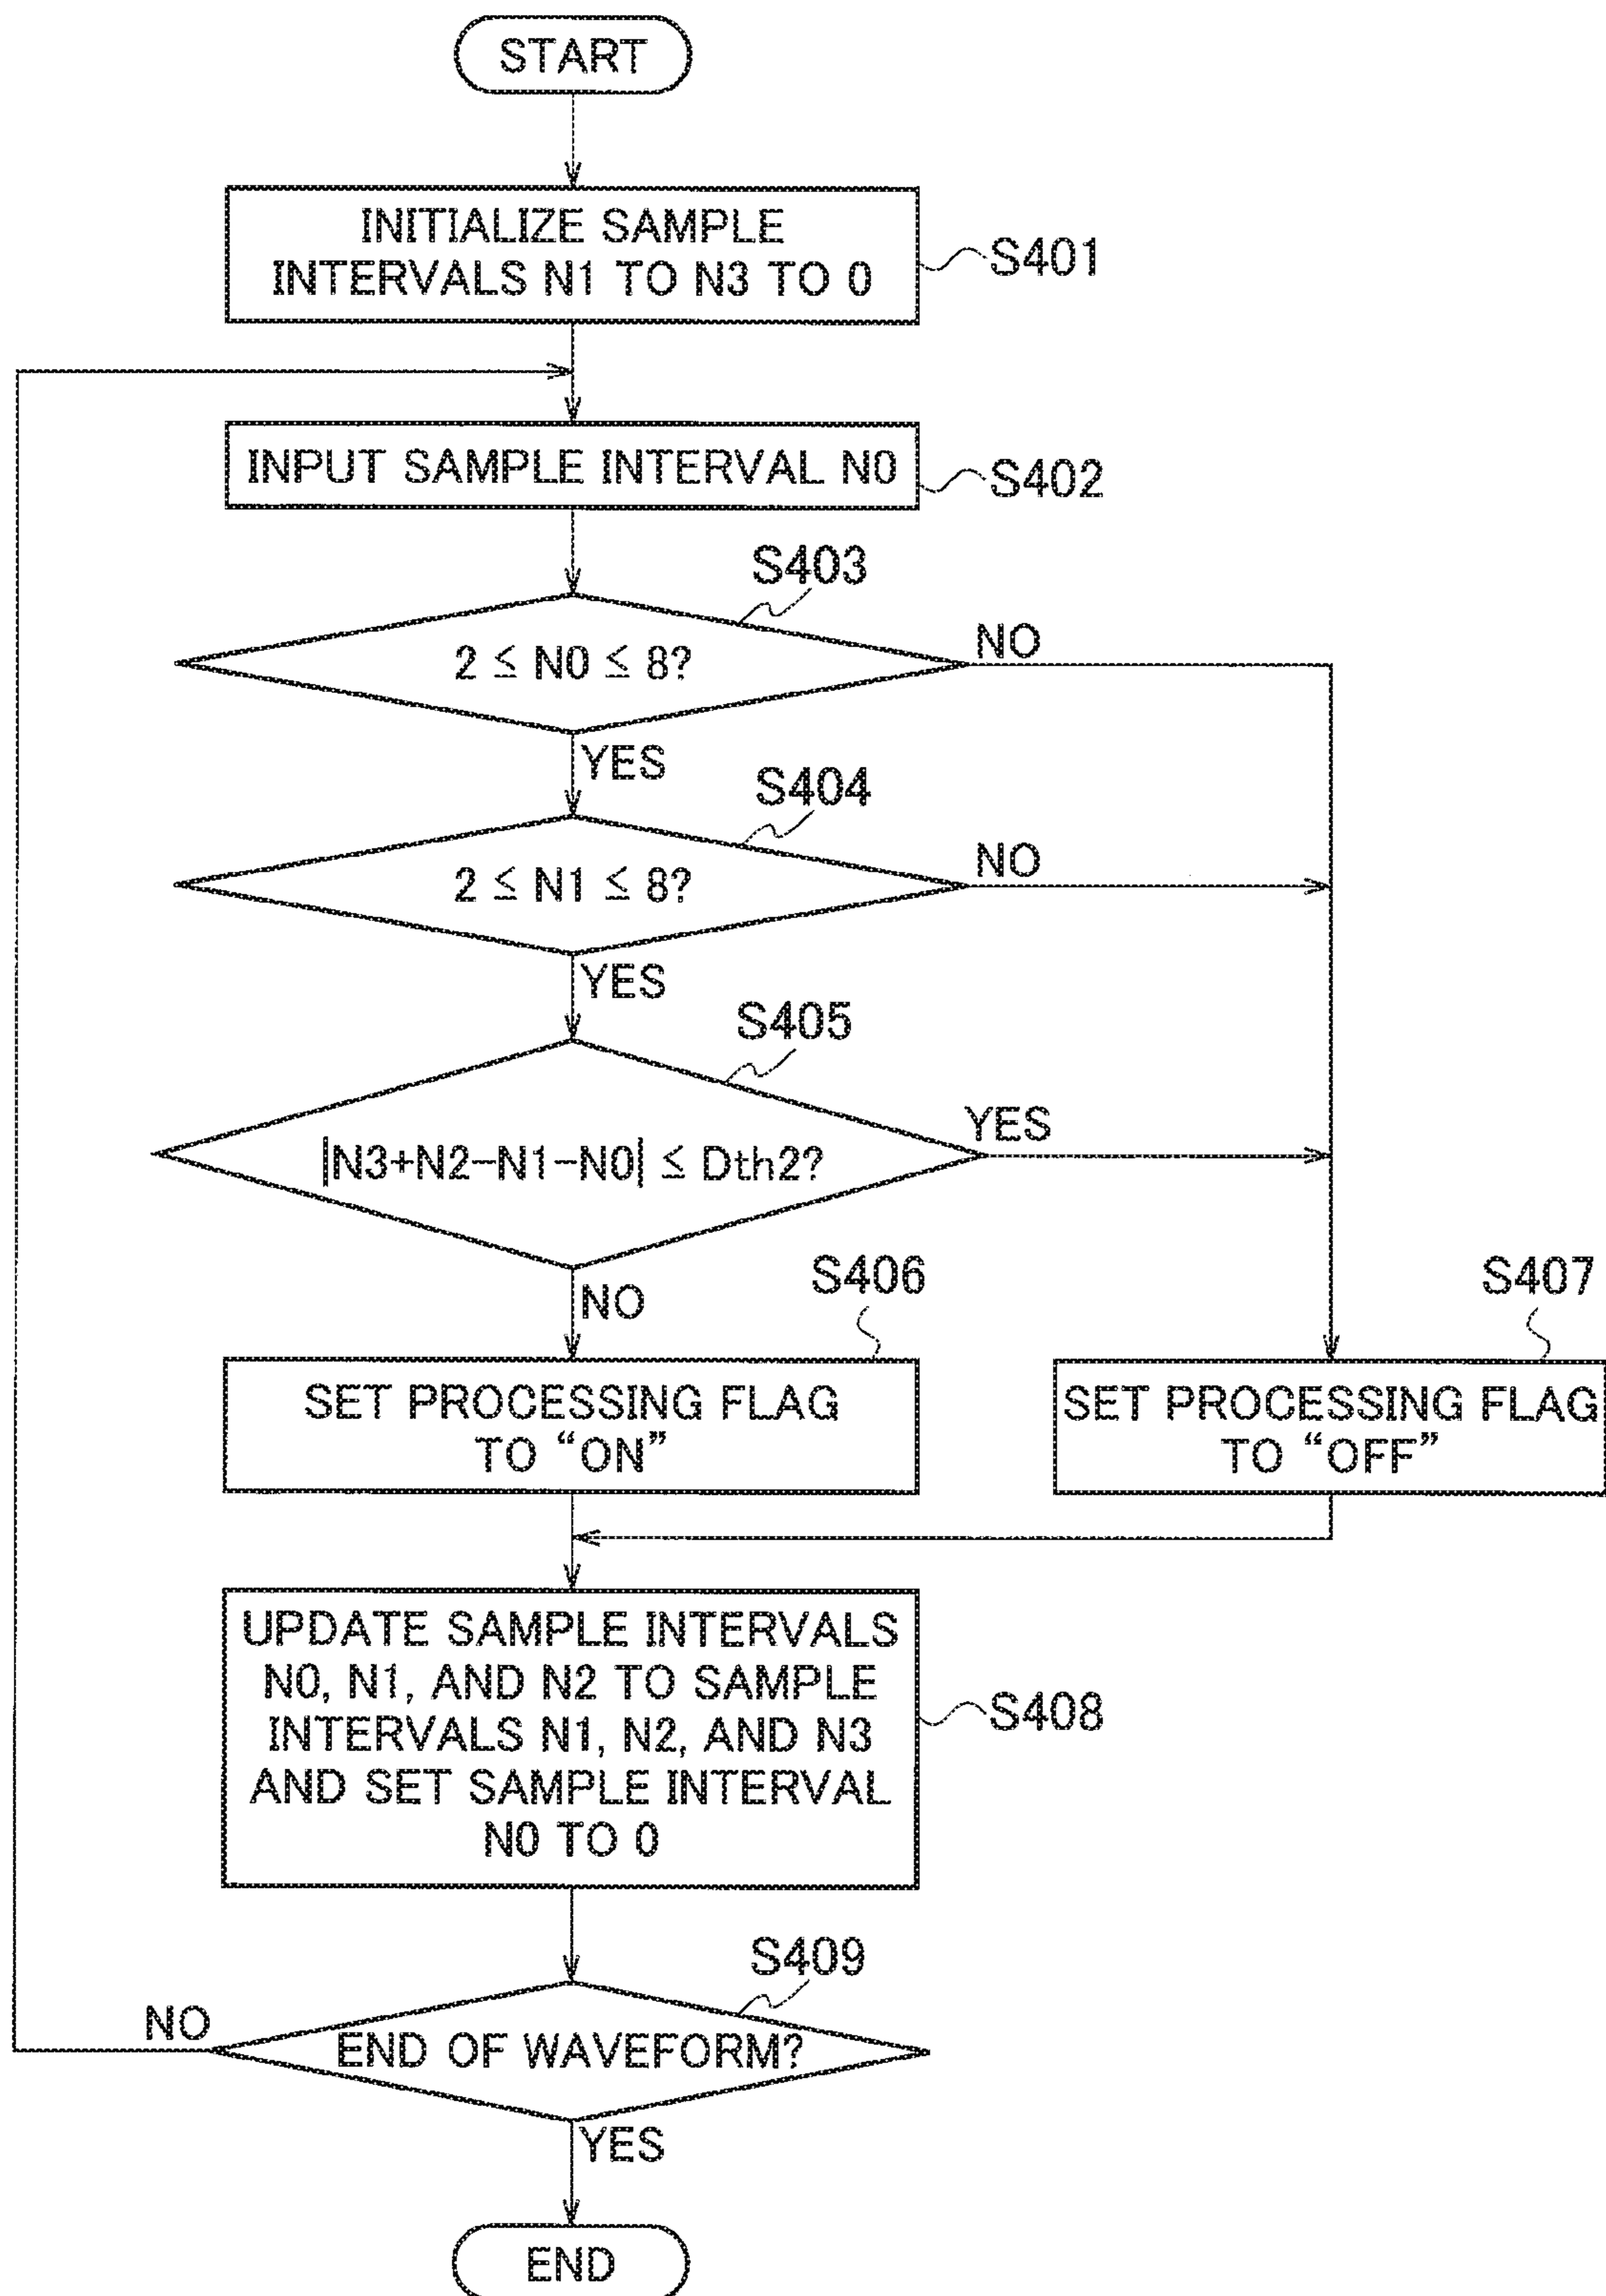 START
INITIALIZE SAMPLE
INTERVALS N1 TO N3 TO 0
S401
INPUT SAMPLE INTERVAL N0
S402
S403
2 ≤ N0 ≤ 8?
NO
YES
S404
2 ≤ N1 ≤ 8?
NO
YES
S405
|N3+N2-N1-N0| ≤ Dth2?
YES
NO
S406
SET PROCESSING FLAG
TO “ON”
S407
SET PROCESSING FLAG
TO “OFF”
UPDATE SAMPLE INTERVALS
N0, N1, AND N2 TO SAMPLE
INTERVALS N1, N2, AND N3
AND SET SAMPLE INTERVAL
N0 TO 0
S408
S409
NO
END OF WAVEFORM?
YES
END